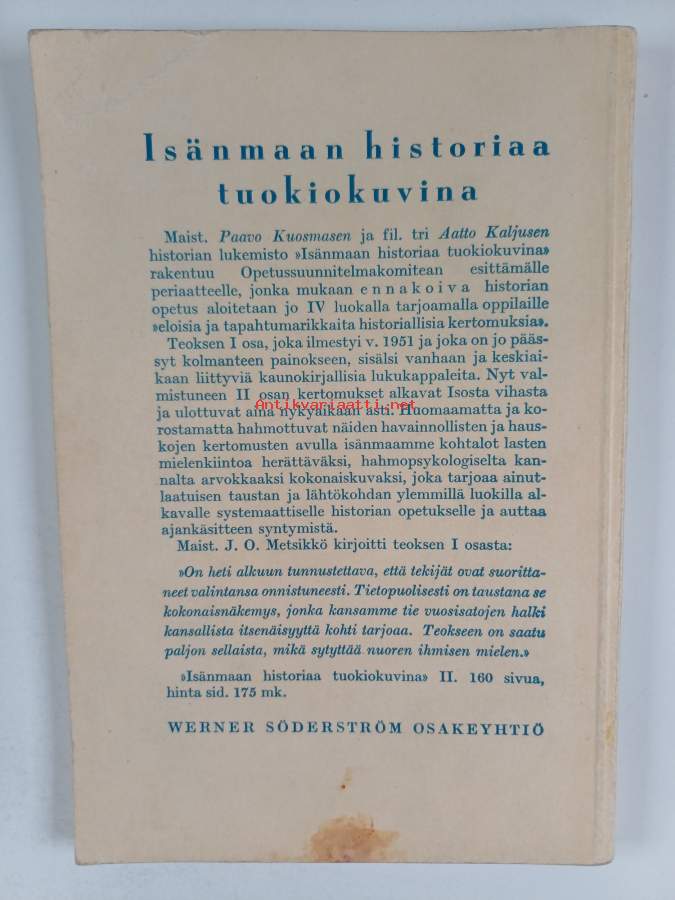 Isänmaan historiaa
tuokiokuvina
Maist. Paavo Kuosmasen ja fil. tri Aatto Kaljusen
historian lukemisto »Isänmaan historiaa tuokiokuvina»
rakentuu Opetussuunnitelmakomitean esittämälle
periaatteelle, jonka mukaan ennakoiva historian
opetus aloitetaan jo IV luokalla tarjoamalla oppilaille
»eloisia ja tapahtumarikkaita historiallisia kertomuksia».
Teoksen I osa, joka ilmestyi v. 1951 ja joka on jo pääs-
syt kolmanteen painokseen, sisälsi vanhaan ja keskiai-
kaan liittyviä kaunokirjallisia lukukappaleita. Nyt val-
mistuneen II osan kertomukset alkavat Isosta vihasta
Antikvariaatti.net
ja ulottuvat aina nykyaikaan asti. Huomaamatta ja ko-
rostamatta hahmottuvat näiden havainnollisten ja haus-
kojen kertomusten avulla isänmaamme kohtalot lasten
mielenkiintoa herättäväksi, hahmopsykologiselta kan-
nalta arvokkaaksi kokonaiskuvaksi, joka tarjoaa ainut-
laatuisen taustan ja lähtökohdan ylemmillä luokilla al-
kavalle systemaattiselle historian opetukselle ja auttaa
ajankäsitteen syntymistä.
Maist. J. O. Metsikkö kirjoitti teoksen I osasta:
»On heti alkuun tunnustettava, että tekijät ovat suoritta-
neet valintansa onnistuneesti. Tietopuolisesti on taustana se
kokonaisnäkemys, jonka kansamme tie vuosisatojen halki
kansallista itsenäisyyttä kohti tarjoaa. Teokseen on saatu
paljon sellaista, mikä sytyttää nuoren ihmisen mielen.»
»Isänmaan historiaa tuokiokuvina» II. 160 sivua,
hinta sid. 175 mk.
WERNER SÖDERSTRÖM OSAKEYHTIÖ